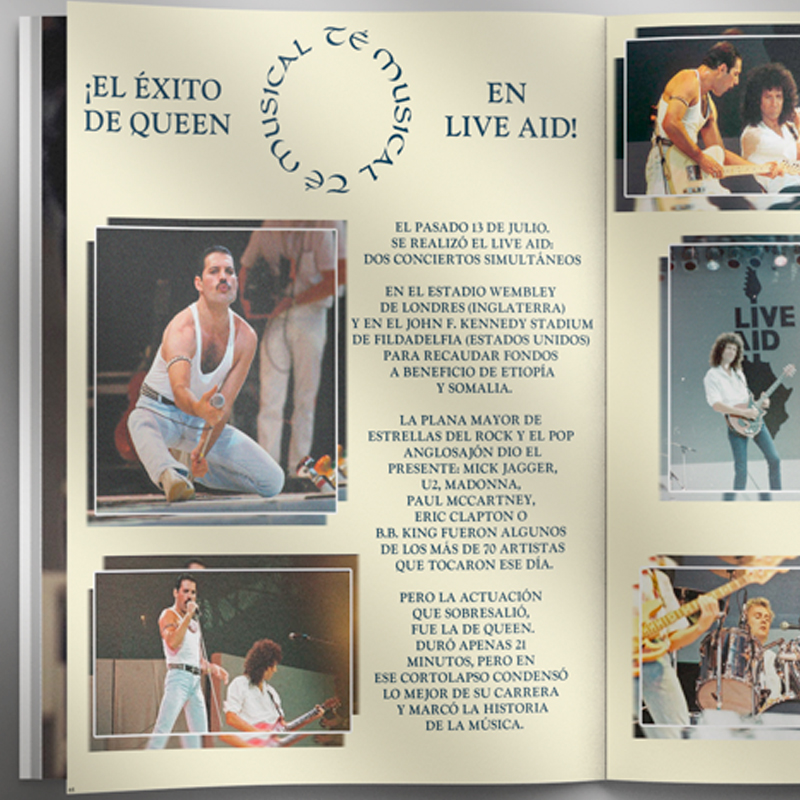 ¡EL ÉXITO
DE QUEEN
TÉ MUSICAL TÉ MUSICAL
EN
LIVE AID!
EL PASADO 13 DE JULIO.
SE REALIZÓ EL LIVE AID:
DOS CONCIERTOS SIMULTÁNEOS
EN EL ESTADIO WEMBLEY
DE LONDRES (INGLATERRA)
Y EN EL JOHN F. KENNEDY STADIUM
DE FILDADELFIA (ESTADOS UNIDOS)
PARA RECAUDAR FONDOS
A BENEFICIO DE ETIOPÍA
Y SOMALIA.
LA PLANA MAYOR DE
ESTRELLAS DEL ROCK Y EL POP
ANGLOSAJÓN DIO EL
PRESENTE: MICK JAGGER,
U2, MADONNA,
PAUL MCCARTNEY,
ERIC CLAPTON O
B.B. KING FUERON ALGUNOS
DE LOS MÁS DE 70 ARTISTAS
QUE TOCARON ESE DÍA.
PERO LA ACTUACIÓN
QUE SOBRESALIÓ,
FUE LA DE QUEEN.
DURÓ APENAS 21
MINUTOS, PERO EN
ESE CORTOLAPSO CONDENSÓ
LO MEJOR DE SU CARRERA
Y MARCÓ LA HISTORIA
DE LA MÚSICA.
LIVE
AID